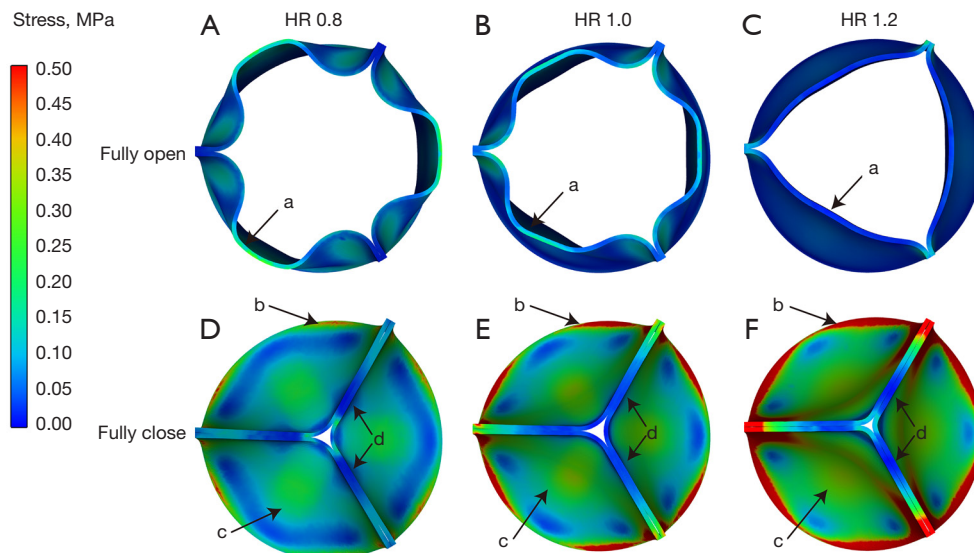 Stress, MPa
HR 0.8
HR 1.0
HR 1.2
A
B
C
0.50
0.45
0.40
0.35
0.30
0.25
0.20
0.15
0.10
0.05
0.00
Fully open
a
a
a
b
b
b
D
E
F
Fully close
d
d
d
c
c
c